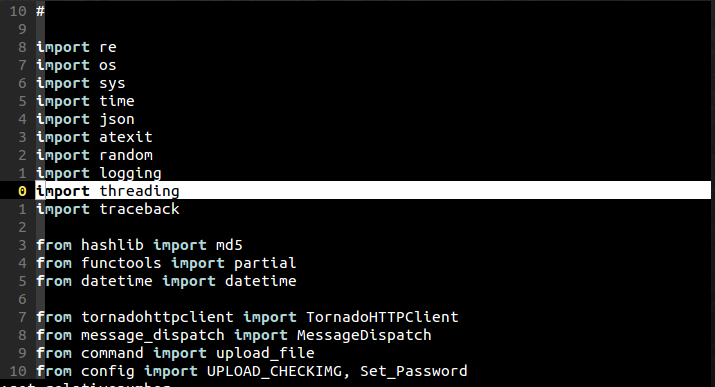 10 #
9
8 import re
7 import os
6 import sys
5 import time
4 import json
3 import atexit
2 import random
1 import logging
0 import threading
1 import traceback
2
3 from hashlib import md5
4 from functools import partial
5 from datetime import datetime
6
7 from tornadohttpclient import TornadoHTTPClient
8 from message_dispatch import MessageDispatch
9 from command import upload_file
10 from config import UPLOAD_CHECKIMG, Set_Password
:set relativenumber